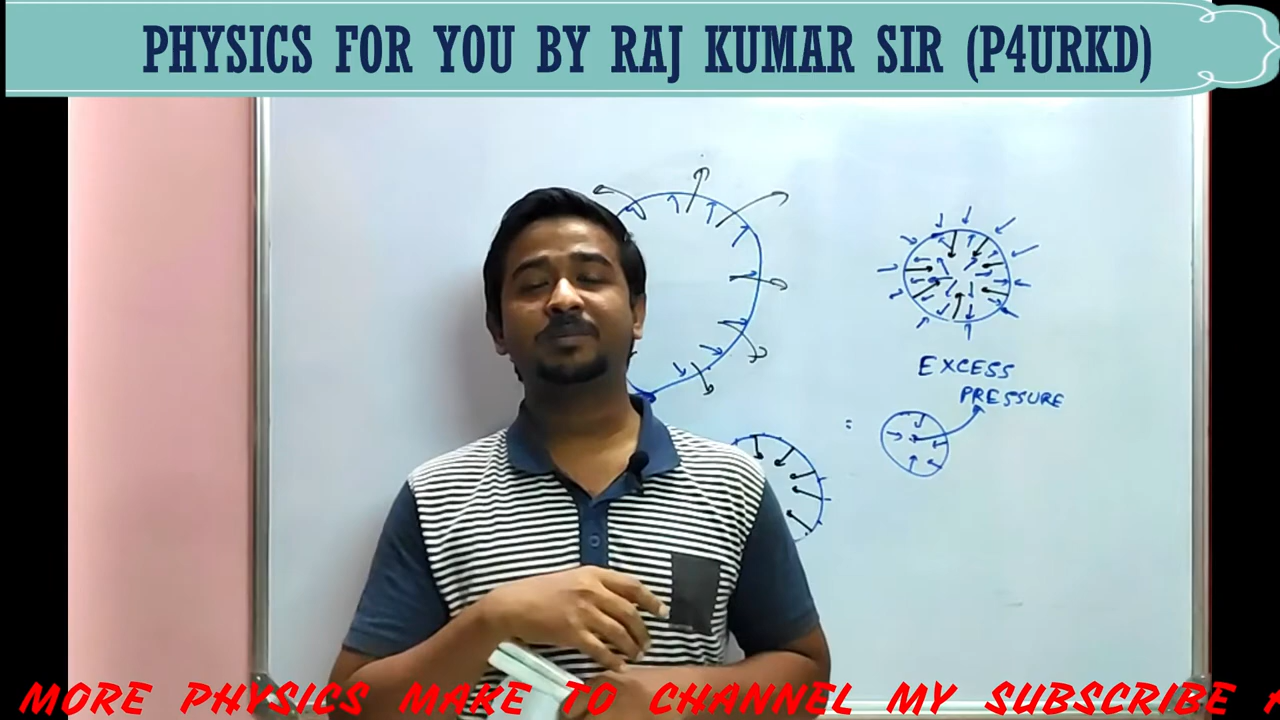 PHYSICS FOR YOU BY RAJ KUMAR SIR (P4URKD)
EXCESS
PRESSURE
MORE PHYSICS MAKE TO CHANNEL MY SUBSCRIBE